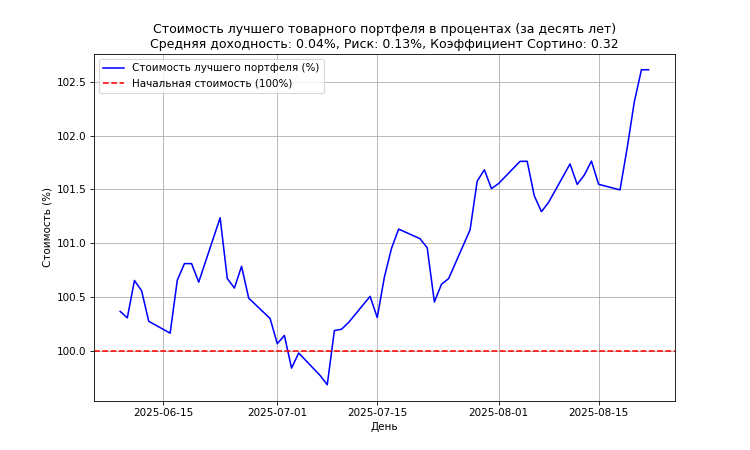 Стоимость лучшего товарного портфеля в процентах (за десять лет)
Средняя доходность: 0.04%, Риск: 0.13%, Коэффициент Сортино: 0.32
Стоимость лучшего портфеля (%)
Начальная стоимость (100%)
Стоимость (%)
102.5
102.0
101.5
101.0
100.5
100.0
2025-06-15
2025-07-01
2025-07-15
2025-08-01
2025-08-15
День